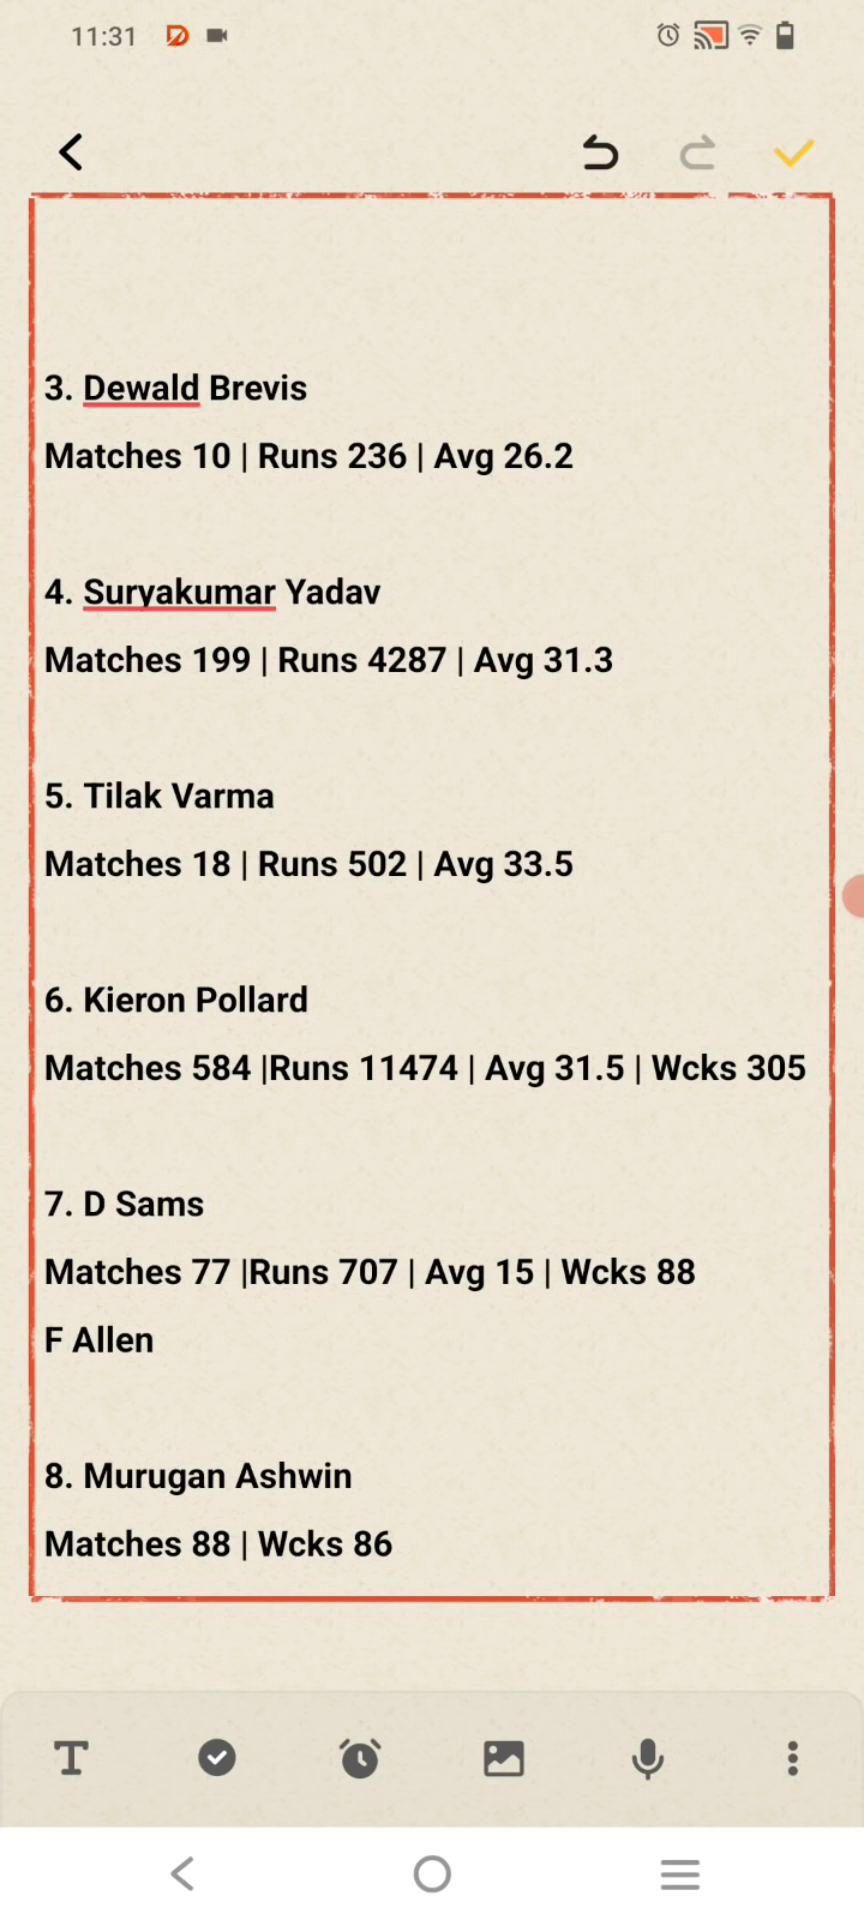 11:31
3. Dewald Brevis
Matches 10 | Runs 236 | Avg 26.2
4. Suryakumar Yadav
Matches 199 | Runs 4287 | Avg 31.3
5. Tilak Varma
Matches 18 | Runs 502 | Avg 33.5
6. Kieron Pollard
Matches 584 |Runs 11474 | Avg 31.5 | Wcks 305
7. D Sams
Matches 77 |Runs 707 | Avg 15 | Wcks 88
F Allen
8. Murugan Ashwin
Matches 88 | Wcks 86
T